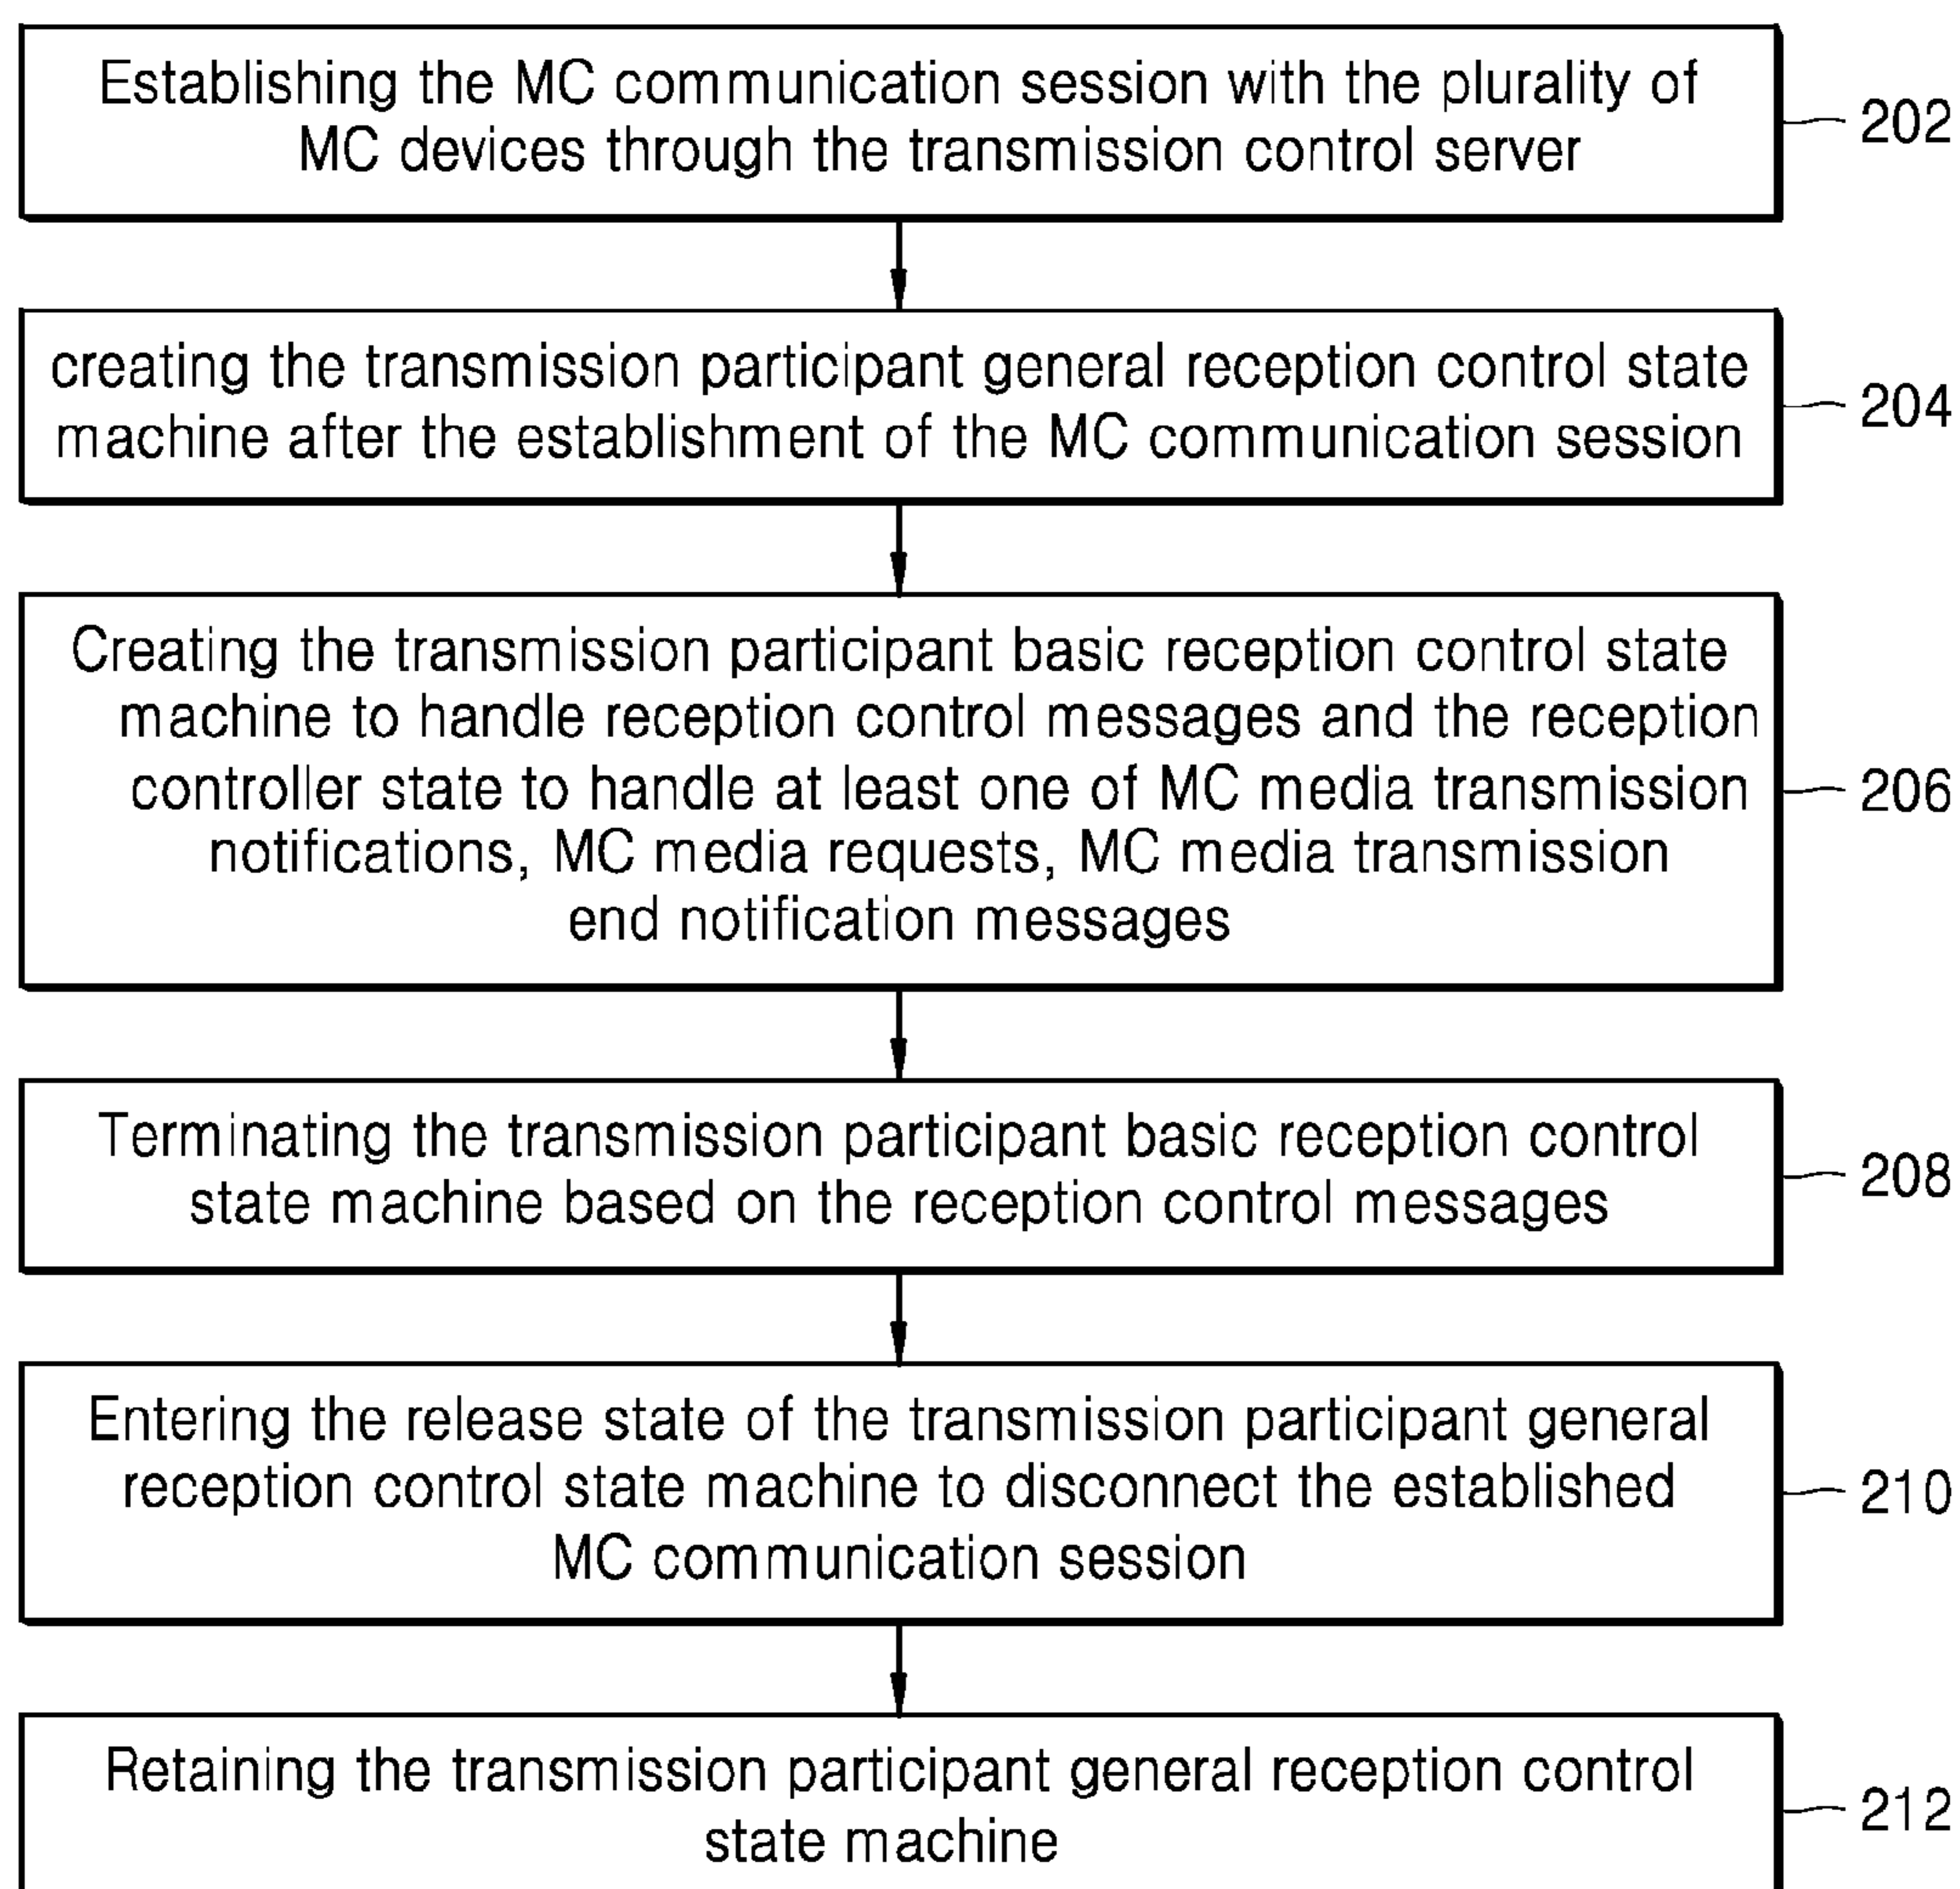 Establishing the MC communication session with the plurality of
MC devices through the transmission control server
202
creating the transmission participant general reception control state
machine after the establishment of the MC communication session
204
Creating the transmission participant basic reception control state
machine to handle reception control messages and the reception
controller state to handle at least one of MC media transmission
notifications, MC media requests, MC media transmission
end notification messages
206
Terminating the transmission participant basic reception control
state machine based on the reception control messages
208
Entering the release state of the transmission participant general
reception control state machine to disconnect the established
MC communication session
210
Retaining the transmission participant general reception control
state machine
212